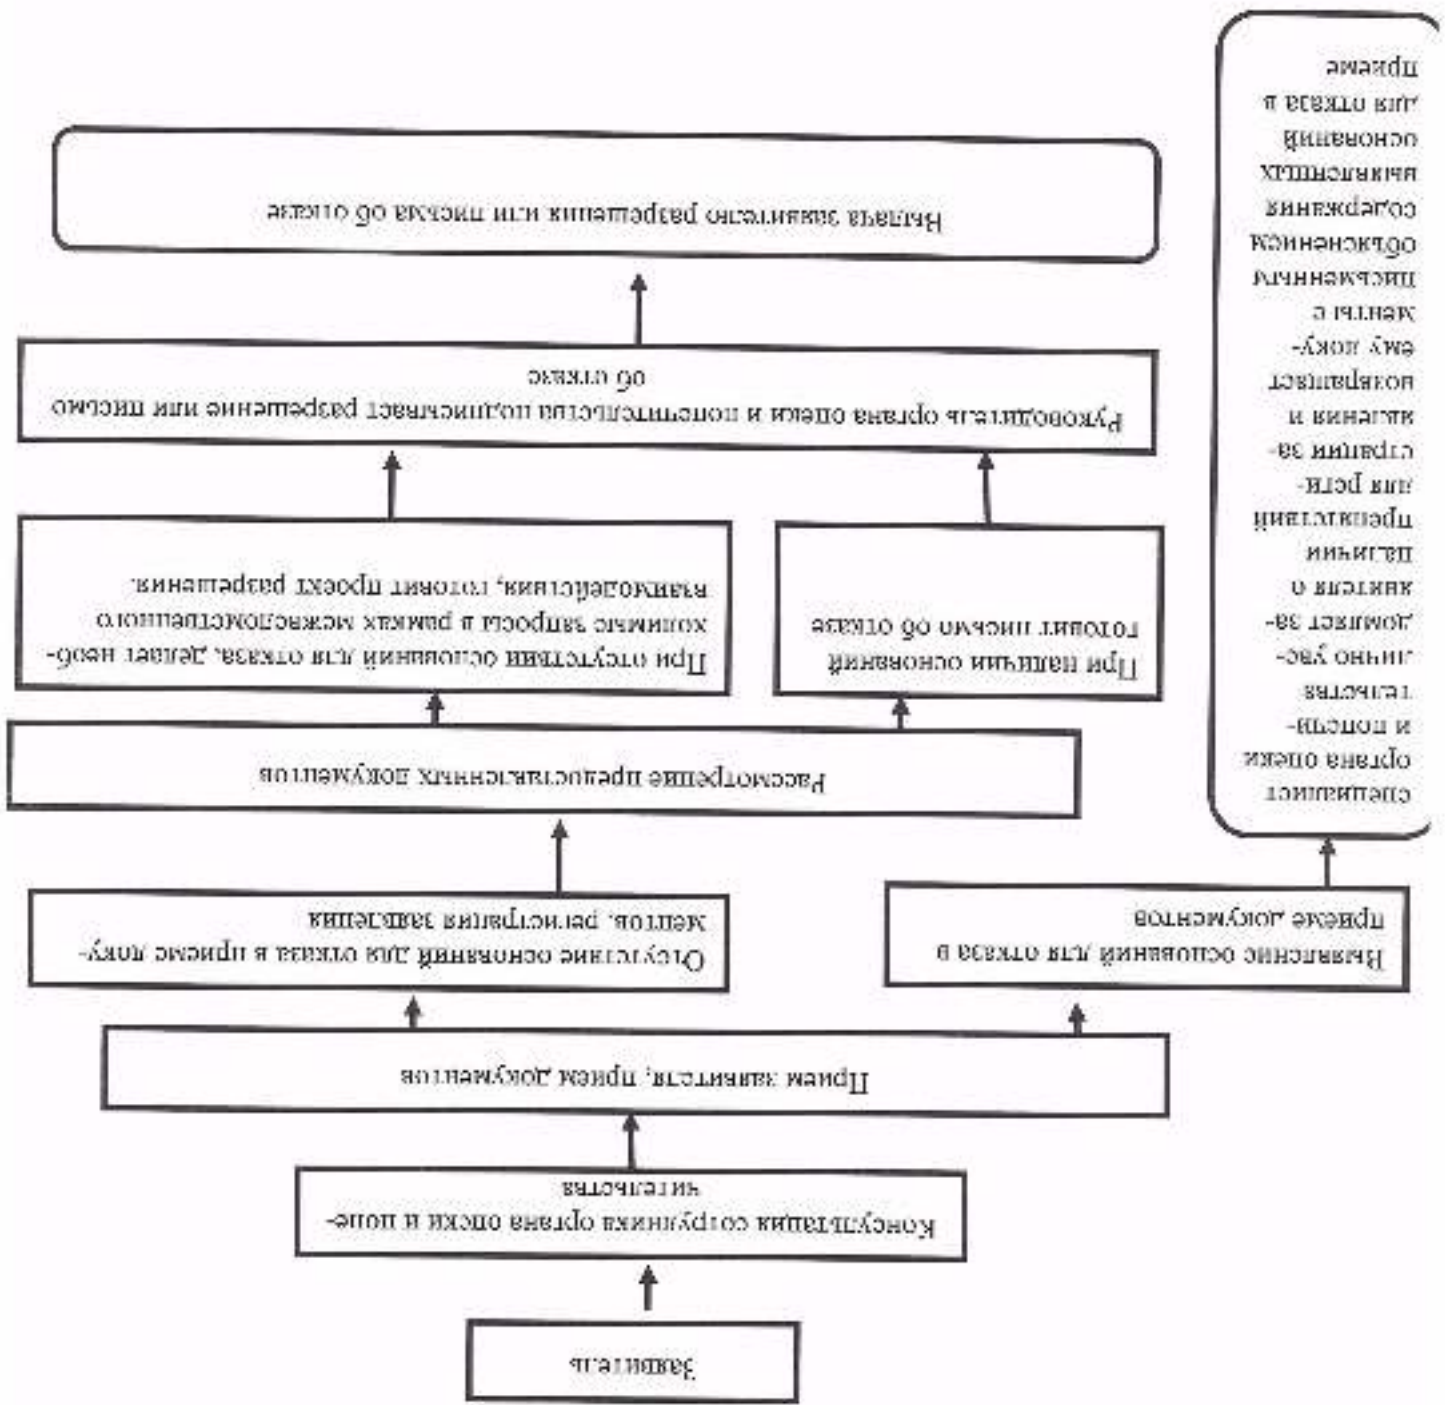 Заявитель
Консультация сотрудника органа опеки и попе-
чительства
Прием заявителя, прием документов
Выявление оснований для отказа в
приеме документов
Отсутствие оснований для отказа в приеме доку-
ментов, регистрация заявления
специалист
органа опеки
и попечи-
тельства
лично уве-
домляет за-
явителя о
наличии
препятствий
для реги-
страции за-
явления и
возвращает
ему доку-
менты с
письменным
объяснением
содержания
выявленных
оснований
для отказа в
приеме
Рассмотрение предоставленных документов
При наличии оснований
готовит письмо об отказе
При отсутствии оснований для отказа, делает необ-
ходимые запросы в рамках межведомственного
взаимодействия, готовит проект разрешения.
Руководитель органа опеки и попечительства подписывает разрешение или письмо
об отказе
Выдача заявителю разрешения или письма об отказе